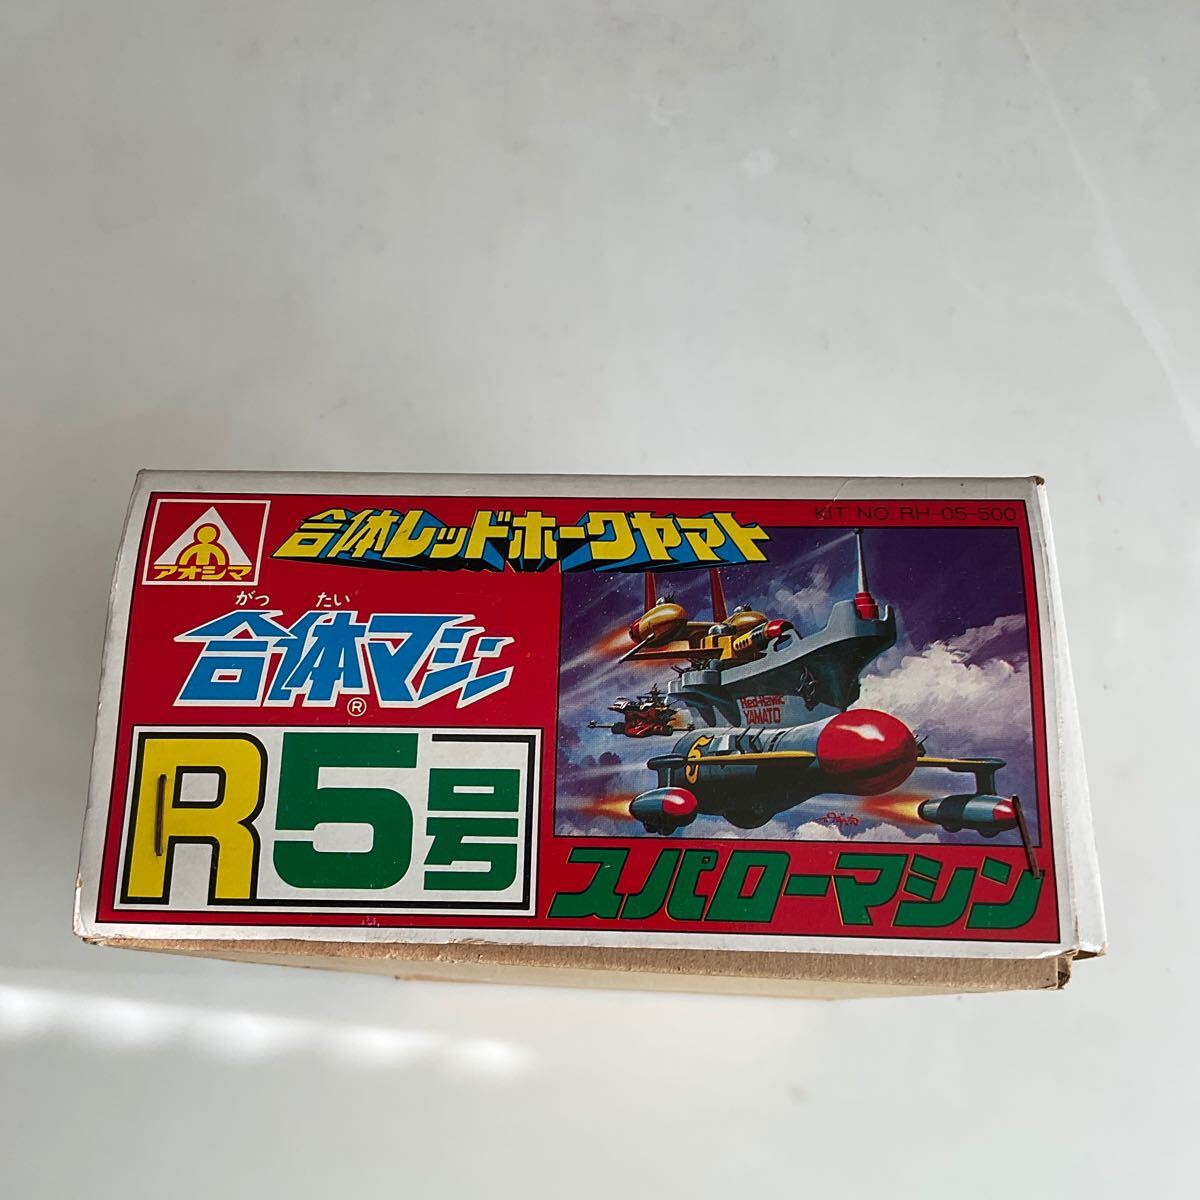 アオシマ
合体レッドホークヤマト
KIT NO. RH-05-500
がっ たい
合体マシン®
R5号
Red-Hawk
YAMATO
5
スパローマシン